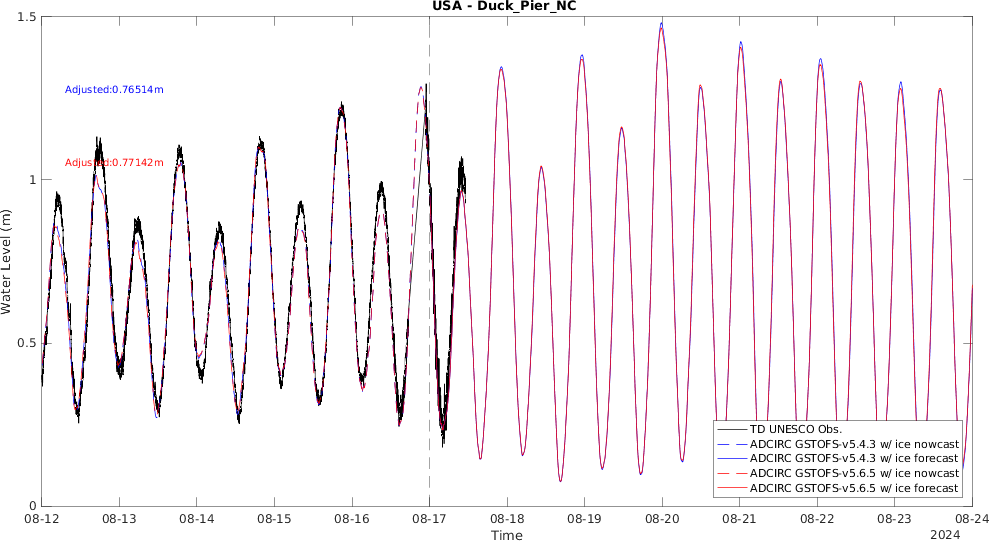 USA - Duck_Pier_NC
1.5
Adjusted:0.76514m
Adjusted:0.77142m
1
Water Level (m)
0.5
TD UNESCO Obs.
ADCIRC GSTOFS-v5.4.3 w/ ice nowcast
ADCIRC GSTOFS-v5.4.3 w/ ice forecast
ADCIRC GSTOFS-v5.6.5 w/ ice nowcast
ADCIRC GSTOFS-v5.6.5 w/ ice forecast
0
08-12 08-13 08-14 08-15 08-16 08-17 08-18 08-19 08-20 08-21 08-22 08-23 08-24
Time
2024